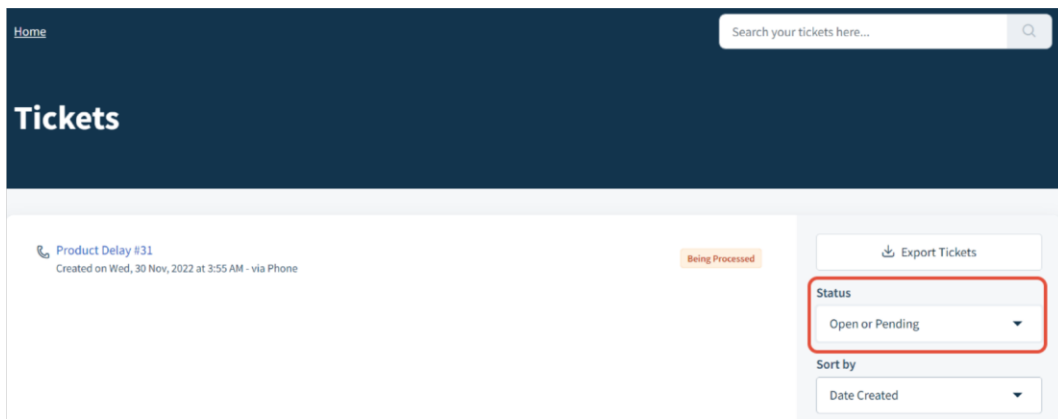 Home
Search your tickets here...
Tickets
Product Delay #31
Created on Wed, 30 Nov, 2022 at 3:55 AM - via Phone
Being Processed
Export Tickets
Status
Open or Pending
Sort by
Date Created